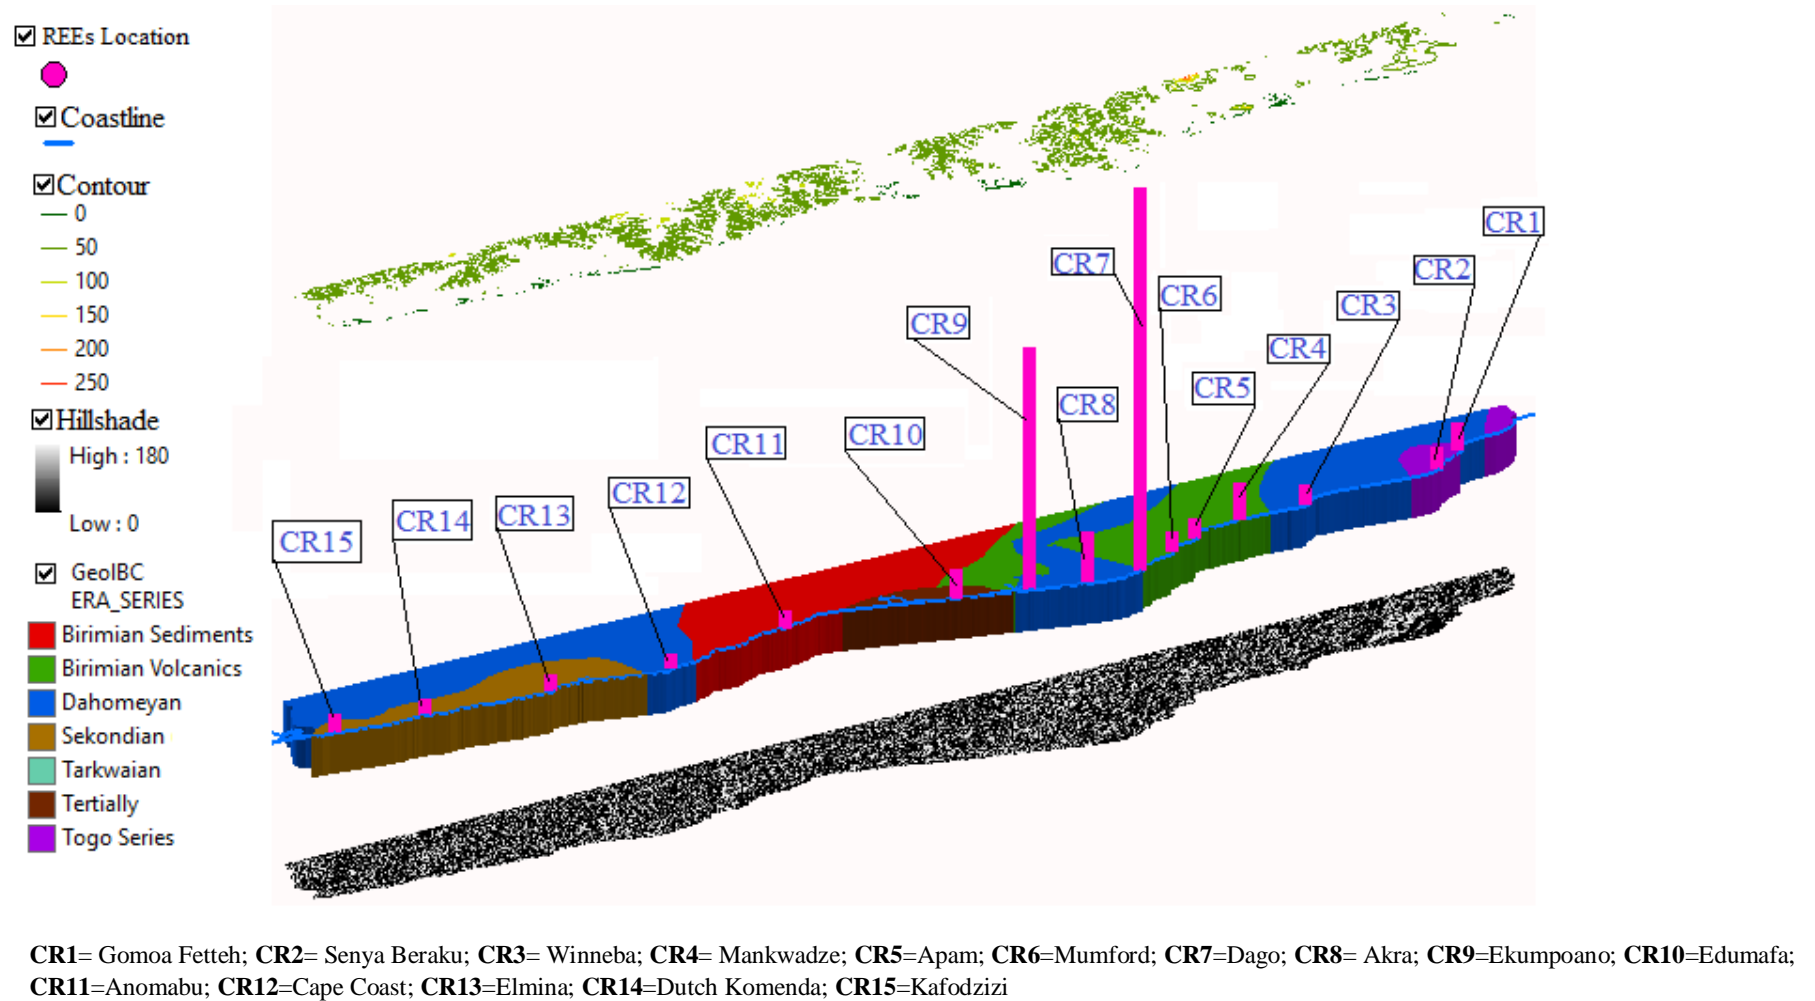 REEs Location
Coastline
Contour
0
50
100
150
200
250
Hillshade
High : 180
Low : 0
GeolBC
ERA_SERIES
Birimian Sediments
Birimian Volcanics
Dahomeyan
Sekondian
Tarkwaian
Tertially
Togo Series
CR1
CR2
CR7
CR6
CR3
CR9
CR4
CR5
CR8
CR10
CR11
CR12
CR13
CR14
CR15
CR1= Gomoa Fetteh; CR2= Senya Beraku; CR3= Winneba; CR4= Mankwadze; CR5=Apam; CR6=Mumford; CR7=Dago; CR8= Akra; CR9=Ekumpoano; CR10=Edumafa;
CR11=Anomabu; CR12=Cape Coast; CR13=Elmina; CR14=Dutch Komenda; CR15=Kafodzizi